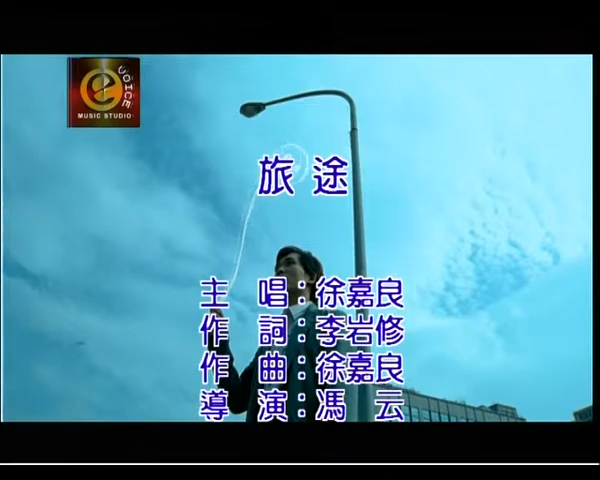 VOICE
MUSIC STUDIO
旅途
主 唱：徐嘉良
作 詞：李岩修
作 曲：徐嘉良
導 演：馮 云